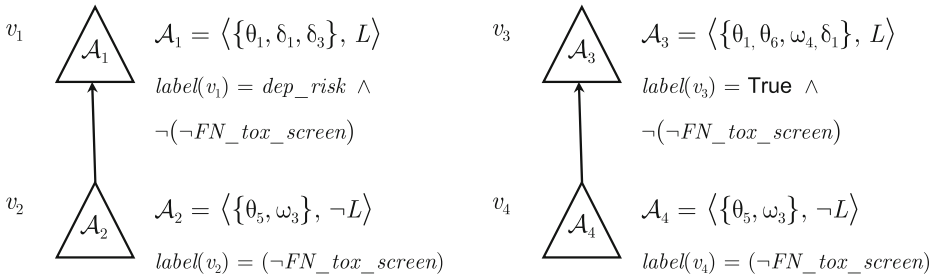 v₁
𝒜₁
𝒜₁ = ⟨{θ₁, δ₁, δ₃}, L⟩
label(v₁) = dep_risk ∧
¬(¬FN_tox_screen)
v₂
𝒜₂
𝒜₂ = ⟨{θ₅, ω₃}, ¬L⟩
label(v₂) = (¬FN_tox_screen)
v₃
𝒜₃
𝒜₃ = ⟨{θ₁, θ₆, ω₄, δ₁}, L⟩
label(v₃) = True ∧
¬(¬FN_tox_screen)
v₄
𝒜₄
𝒜₄ = ⟨{θ₅, ω₃}, ¬L⟩
label(v₄) = (¬FN_tox_screen)